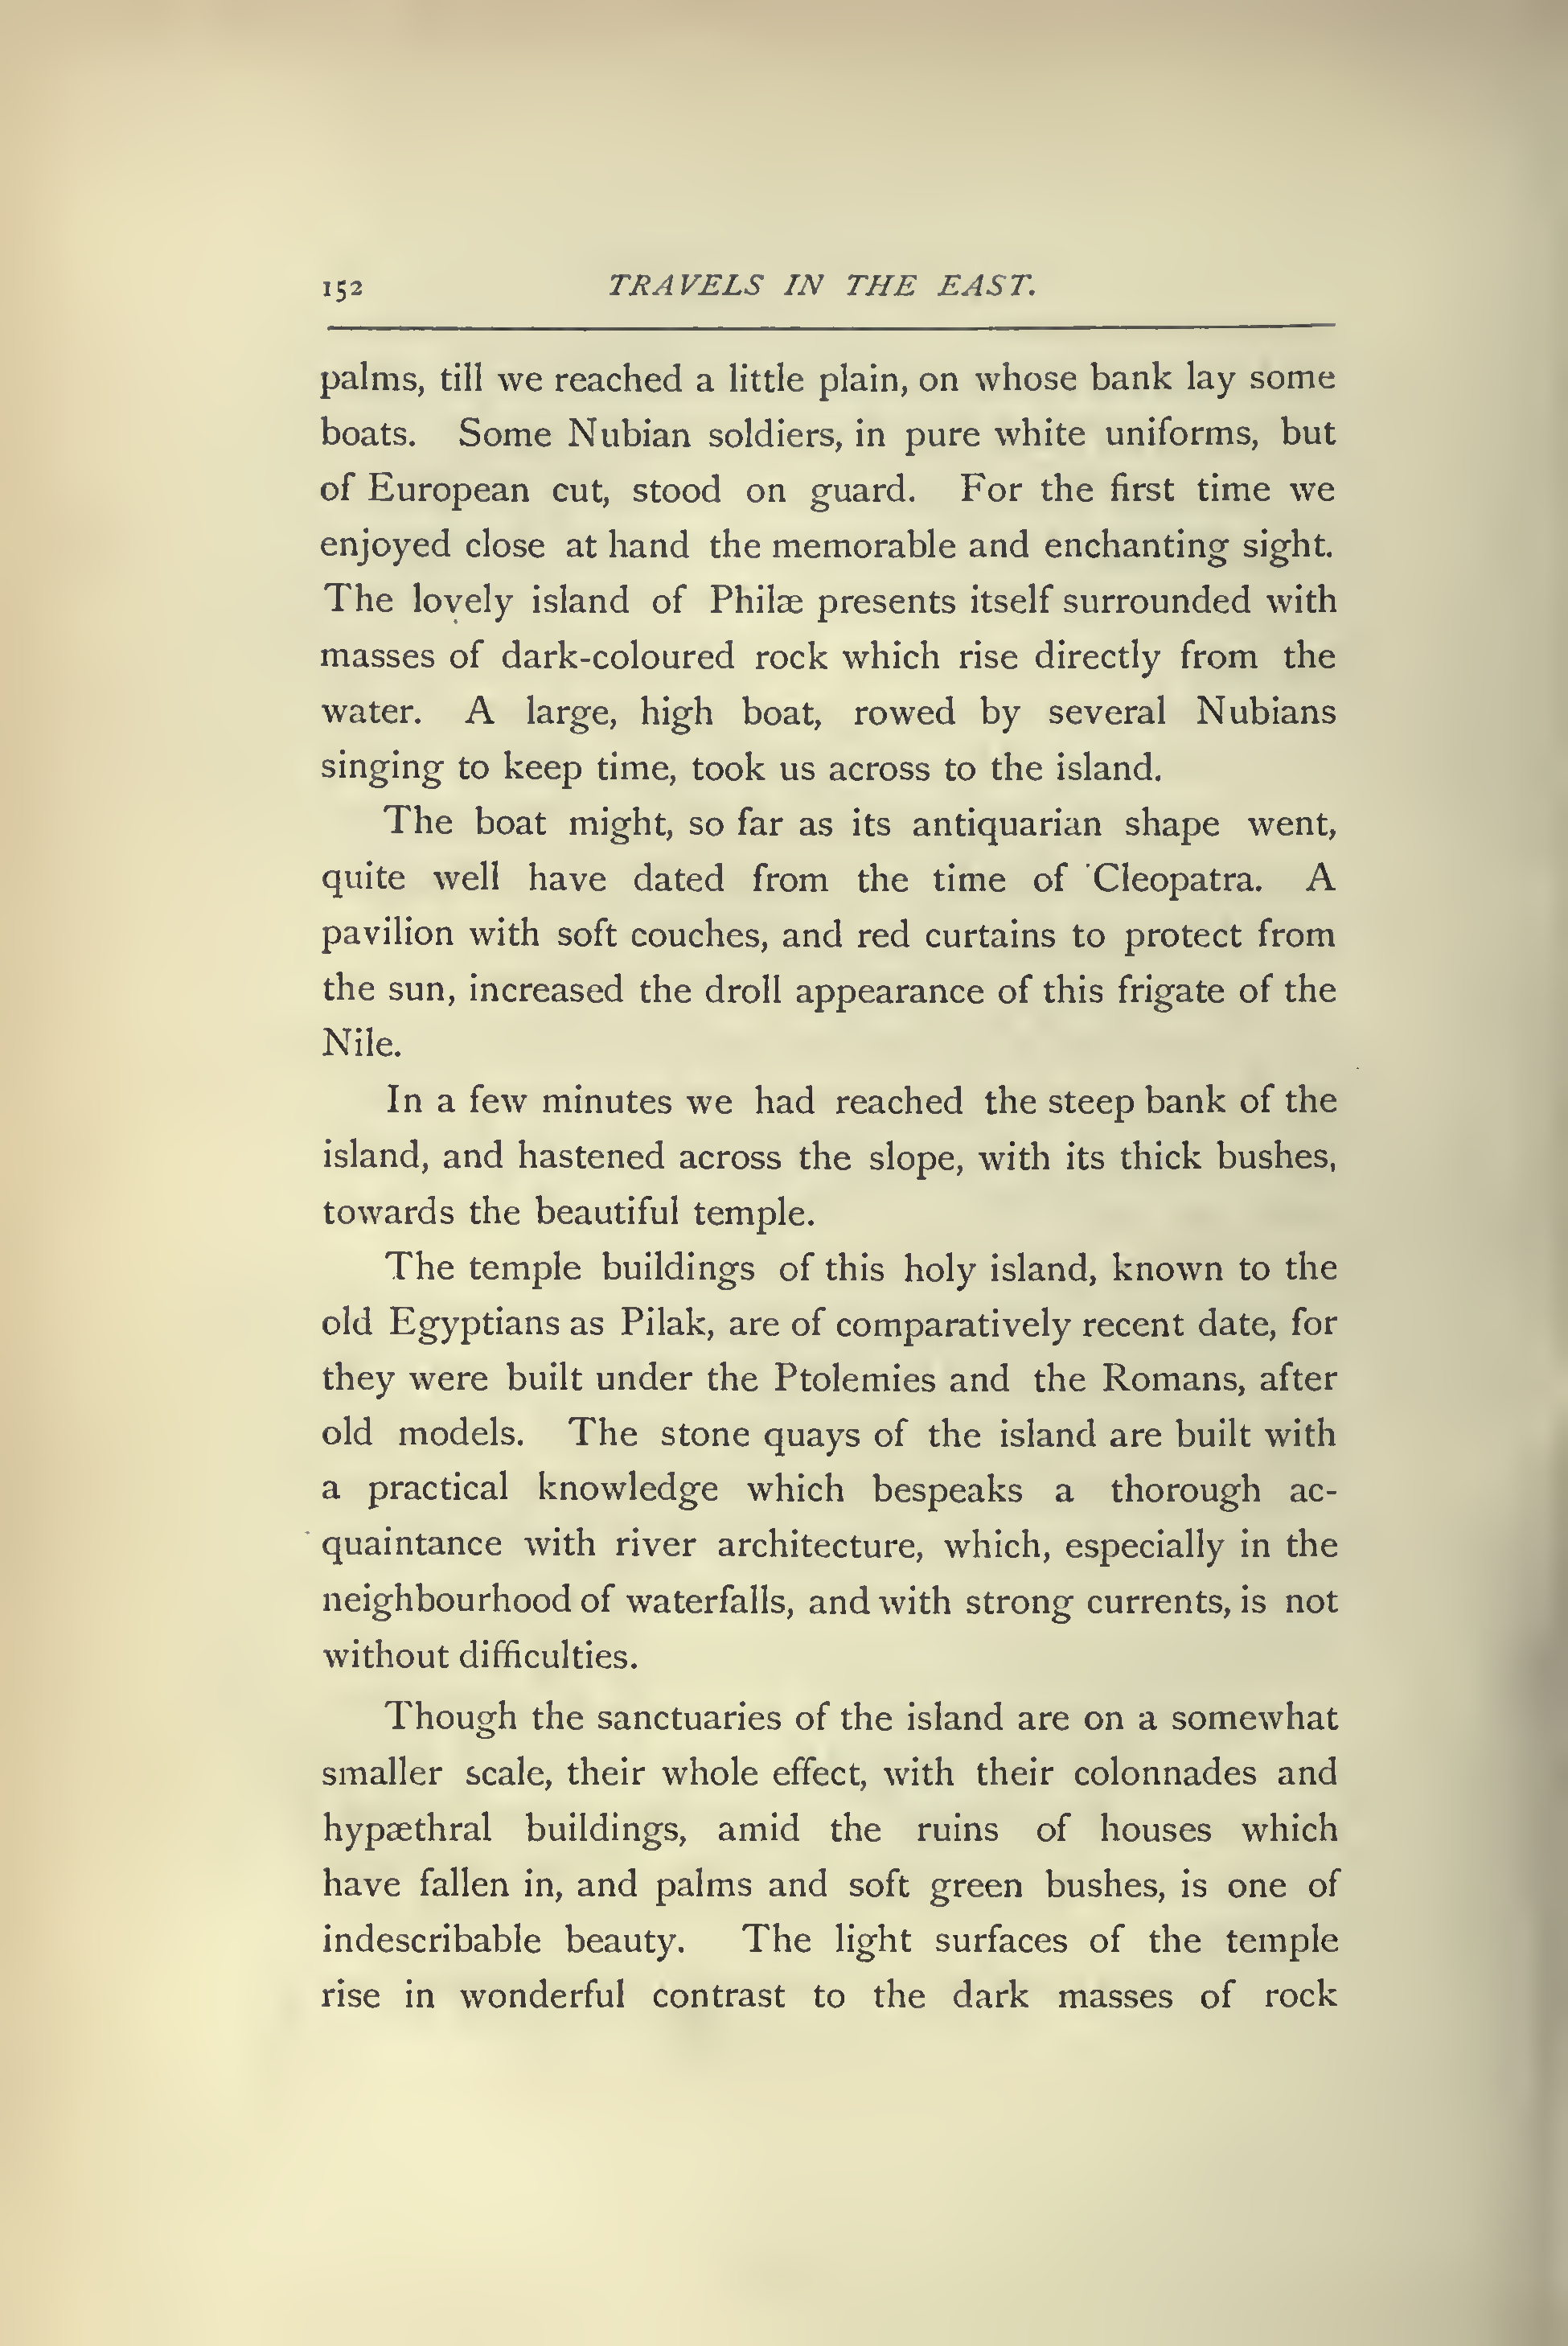 152 TRAVELS IN THE EAST.
palms, till we reached a little plain, on whose bank lay some
boats. Some Nubian soldiers, in pure white uniforms, but
of European cut, stood on guard. For the first time we
enjoyed close at hand the memorable and enchanting sight.
The lovely island of Philæ presents itself surrounded with
masses of dark-coloured rock which rise directly from the
water. A large, high boat, rowed by several Nubians
singing to keep time, took us across to the island.
The boat might, so far as its antiquarian shape went,
quite well have dated from the time of Cleopatra. A
pavilion with soft couches, and red curtains to protect from
the sun, increased the droll appearance of this frigate of the
Nile.
In a few minutes we had reached the steep bank of the
island, and hastened across the slope, with its thick bushes,
towards the beautiful temple.
The temple buildings of this holy island, known to the
old Egyptians as Pilak, are of comparatively recent date, for
they were built under the Ptolemies and the Romans, after
old models. The stone quays of the island are built with
a practical knowledge which bespeaks a thorough ac-
quaintance with river architecture, which, especially in the
neighbourhood of waterfalls, and with strong currents, is not
without difficulties.
Though the sanctuaries of the island are on a somewhat
smaller scale, their whole effect, with their colonnades and
hypæthral buildings, amid the ruins of houses which
have fallen in, and palms and soft green bushes, is one of
indescribable beauty. The light surfaces of the temple
rise in wonderful contrast to the dark masses of rock